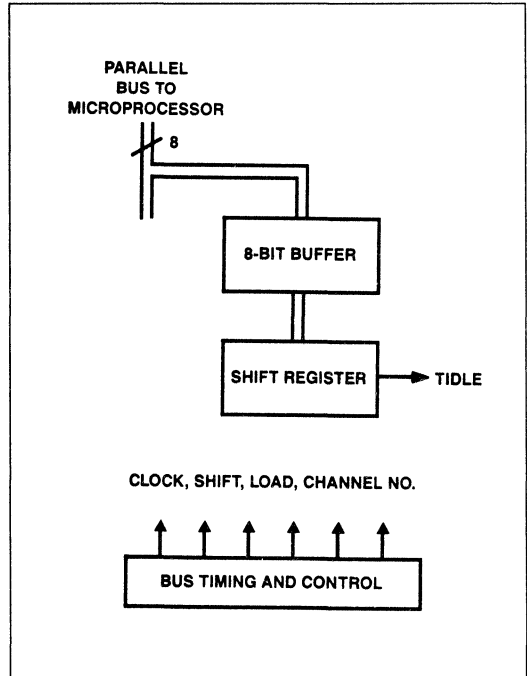 PARALLEL
BUS TO
MICROPROCESSOR
8
8-BIT BUFFER
SHIFT REGISTER
TIDLE
CLOCK, SHIFT, LOAD, CHANNEL NO.
BUS TIMING AND CONTROL